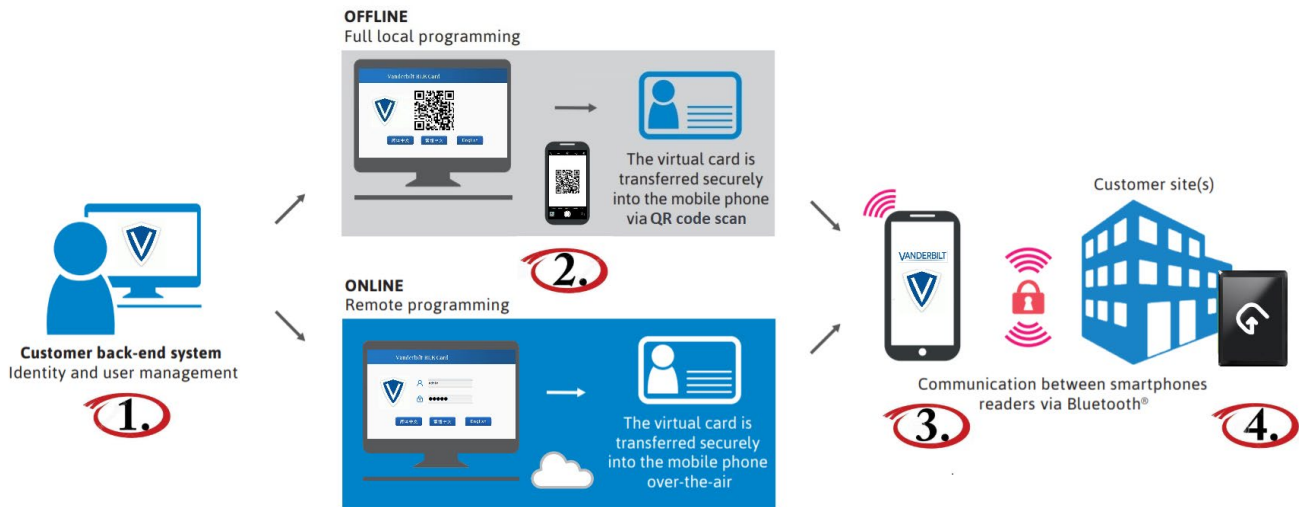 OFFLINE
Full local programming
The virtual card is
transferred securely
into the mobile phone
via QR code scan
2.
ONLINE
Remote programming
The virtual card is
transferred securely
into the mobile phone
over-the-air
Customer back-end system
Identity and user management
1.
Customer site(s)
VANDERBILT
Communication between smartphones
readers via Bluetooth®
3.
4.